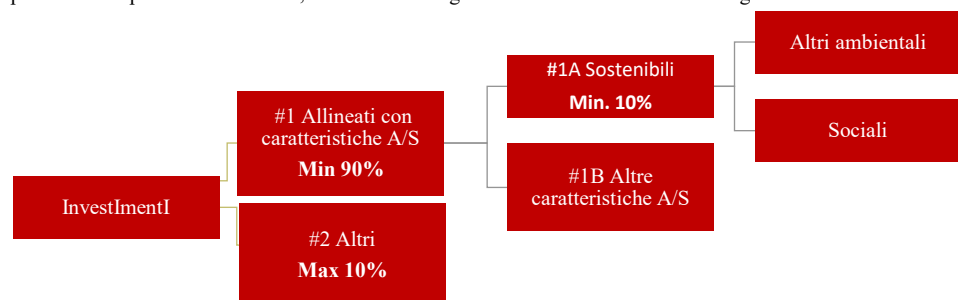 Altri ambientali
#1A Sostenibili
Min. 10%
#1 Allineati con
caratteristiche A/S
Min 90%
Sociali
#1B Altre
caratteristiche A/S
InvestImentI
#2 Altri
Max 10%